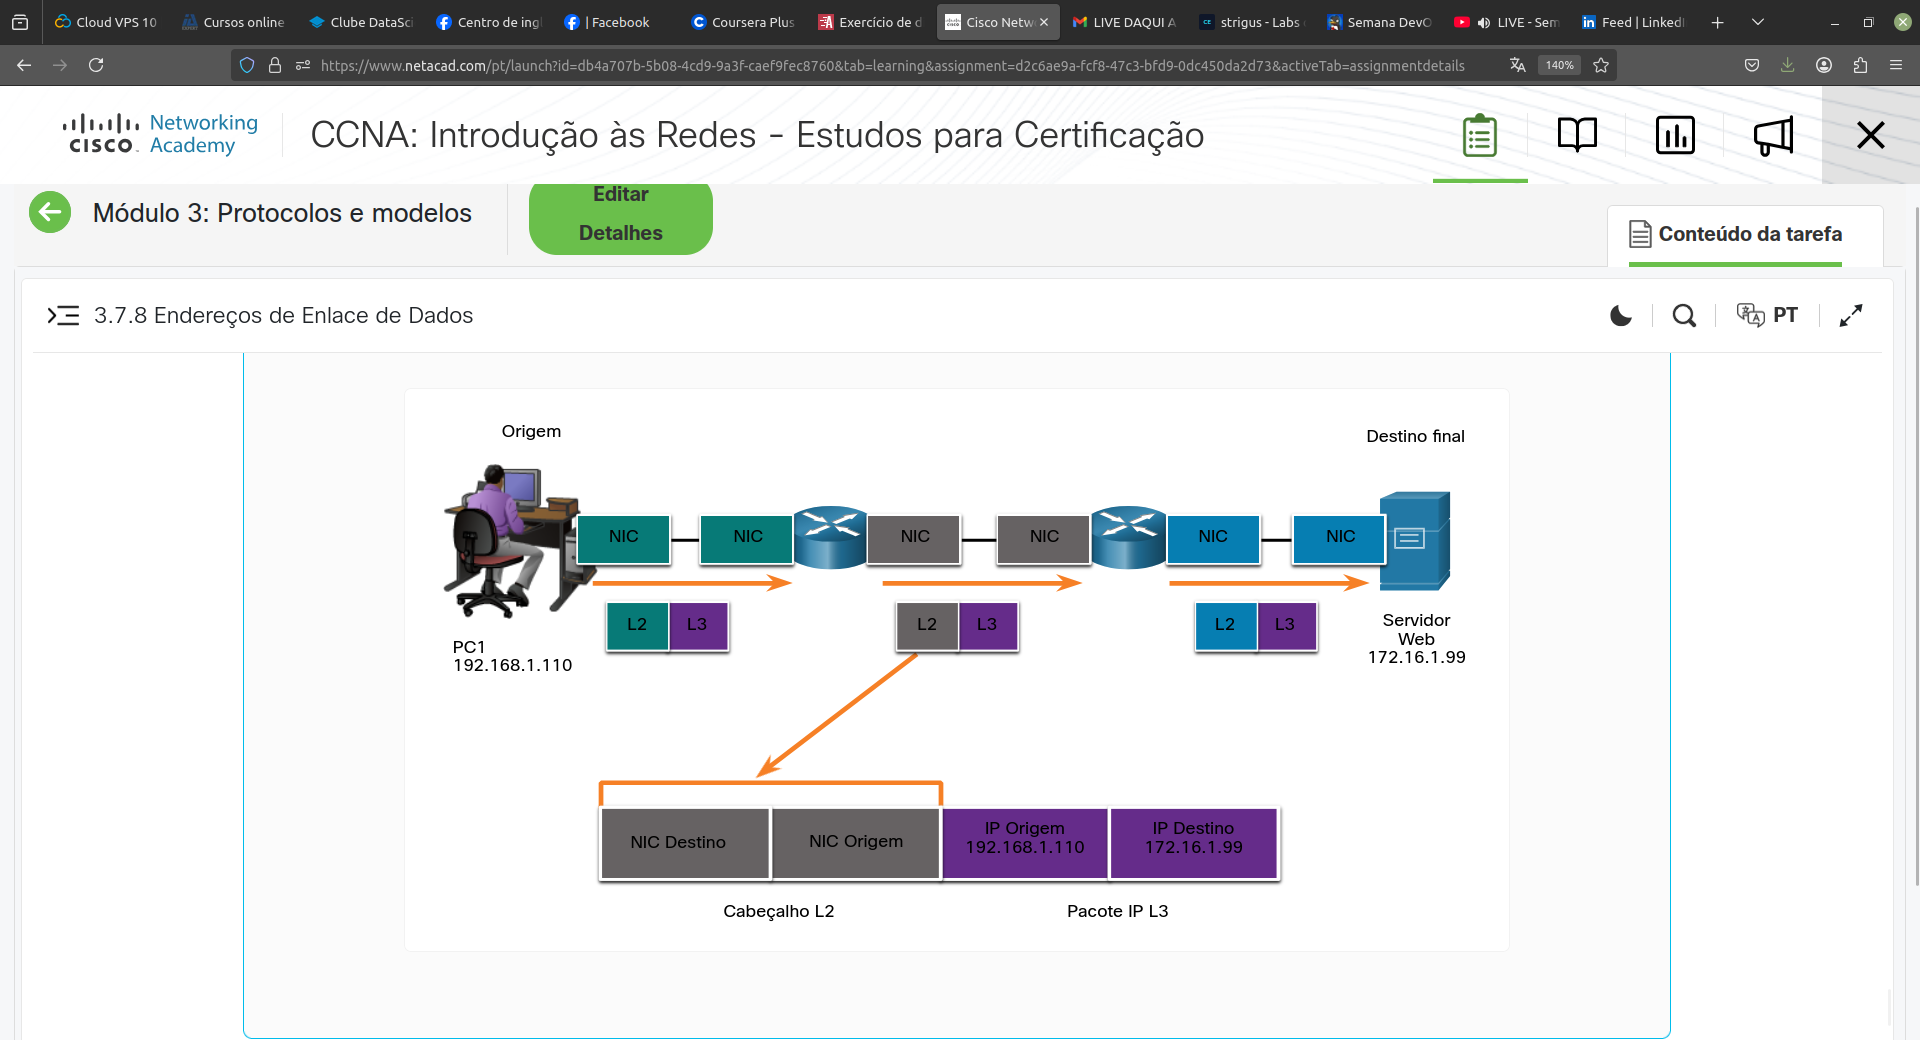 Cloud VPS 10
Cursos online
Clube DataSci
Centro de ing
| Facebook
Coursera Plus
Exercício de d
Cisco Netw
LIVE DAQUI A
strigus - Labs
Semana DevO
LIVE - Sem
Feed | LinkedI
https://www.netacad.com/pt/launch?id=db4a707b-5b08-4cd9-9a3f-caef9fec8760&tab=learning&assignment=d2c6ae9a-fcf8-47c3-bfd9-0dc450da2d73&activeTab=assignmentdetails
140%
CISCO
Networking
Academy
CCNA: Introdução às Redes - Estudos para Certificação
Módulo 3: Protocolos e modelos
Editar
Detalhes
Conteúdo da tarefa
3.7.8 Endereços de Enlace de Dados
PT
Origem
Destino final
NIC
NIC
NIC
NIC
NIC
NIC
L2 L3
L2 L3
L2 L3
PC1
192.168.1.110
Servidor
Web
172.16.1.99
NIC Destino
NIC Origem
IP Origem
192.168.1.110
IP Destino
172.16.1.99
Cabeçalho L2
Pacote IP L3